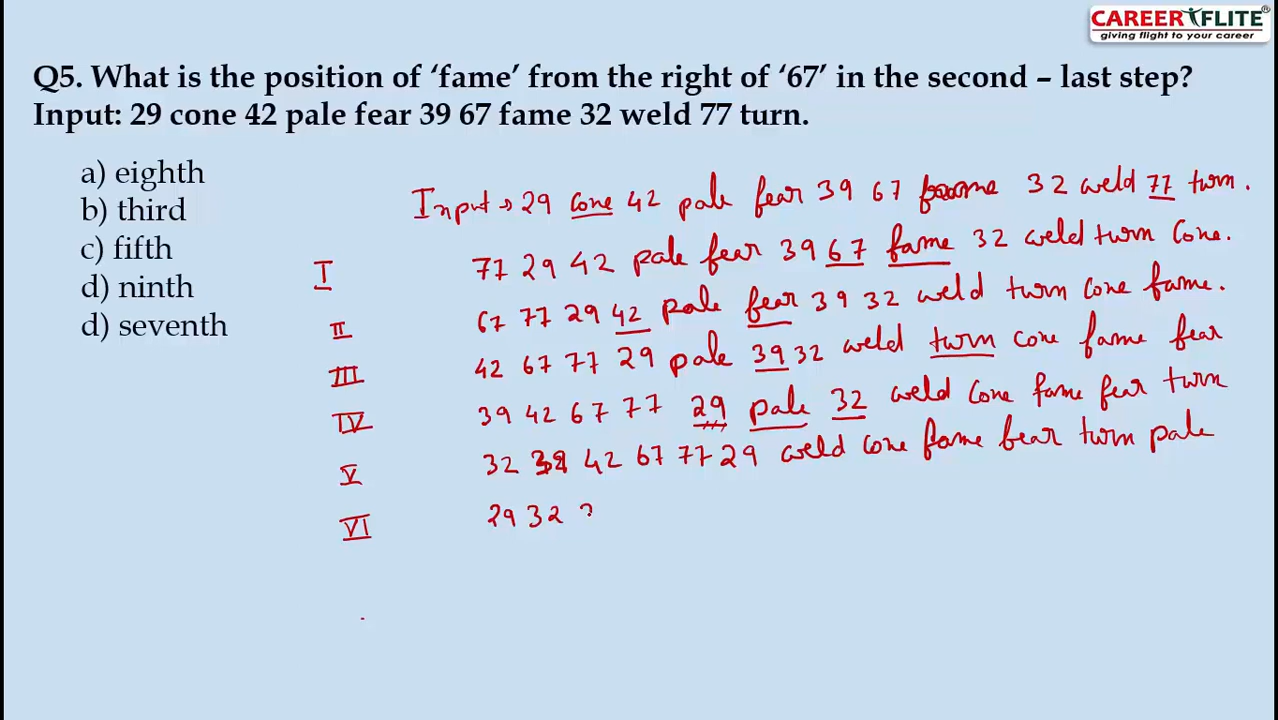 CAREER FLITE®
giving flight to your career
Q5. What is the position of ‘fame’ from the right of ‘67’ in the second – last step?
Input: 29 cone 42 pale fear 39 67 fame 32 weld 77 turn.
a) eighth
b) third
c) fifth
d) ninth
d) seventh
Input → 29 cone 42 pale fear 39 67 fame 32 weld 77 turn.
I 77 29 42 pale fear 39 67 fame 32 weld turn Cone.
II 67 77 29 42 pale fear 39 32 weld turn cone fame.
III 42 67 77 29 pale 39 32 weld turn cone fame fear
IV 39 42 67 77 29 pale 32 weld cone fame fear turn
V 32 39 42 67 77 29 weld cone fame fear turn pale
VI 29 32